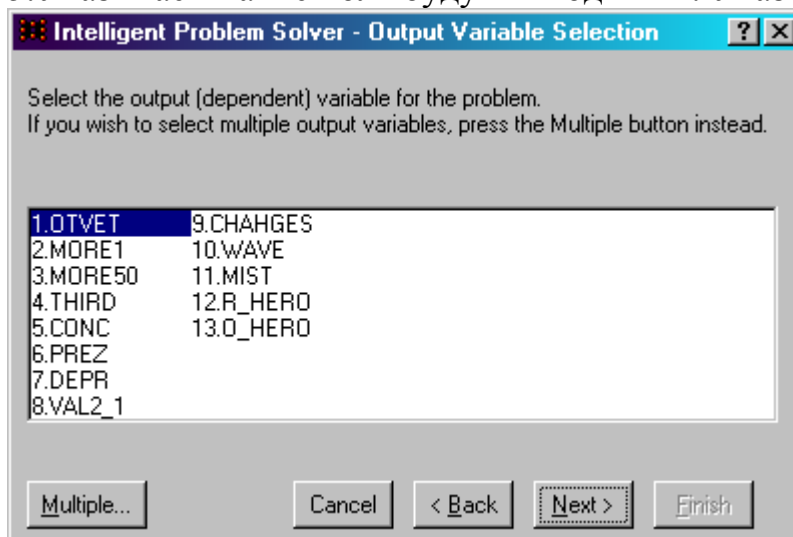 Intelligent Problem Solver - Output Variable Selection
Select the output (dependent) variable for the problem.
If you wish to select multiple output variables, press the Multiple button instead.
1.OTVET
2.MORE1
3.MORE50
4.THIRD
5.CONC
6.PREZ
7.DEPR
8.VAL2_1
9.CHAHGES
10.WAVE
11.MIST
12.R_HERO
13.O_HERO
Multiple... Cancel < Back Next > Finish